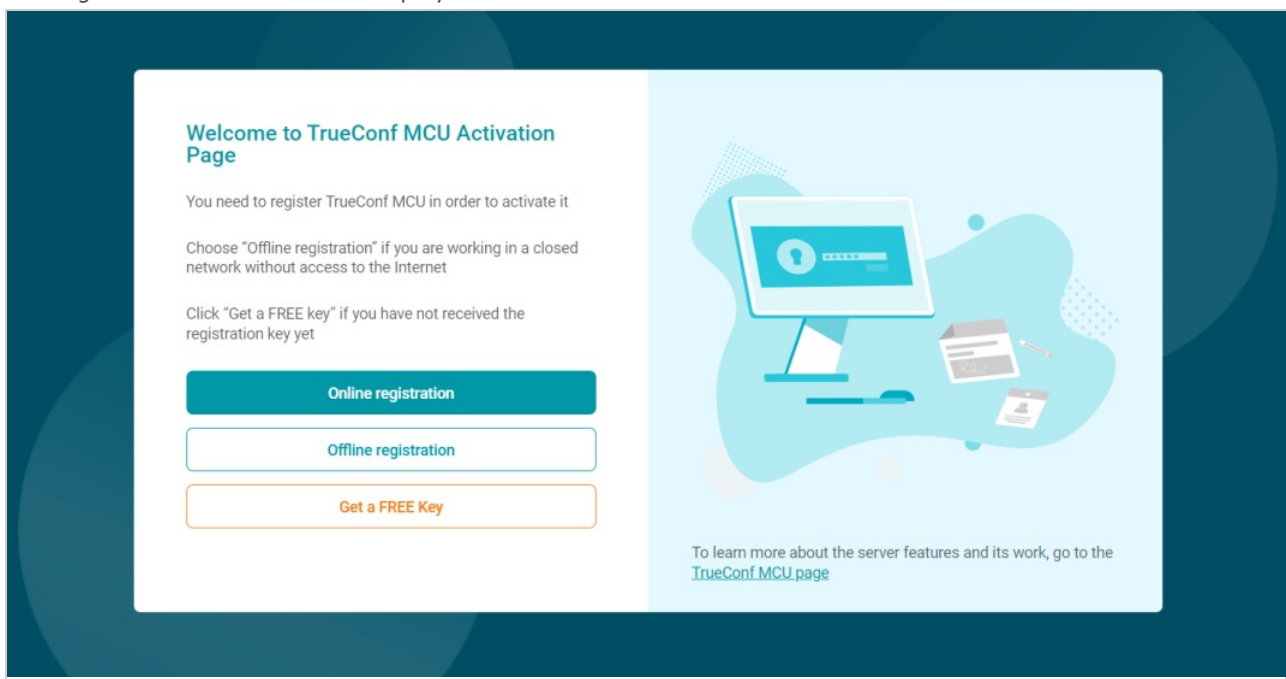 Welcome to TrueConf MCU Activation
Page
You need to register TrueConf MCU in order to activate it
Choose “Offline registration” if you are working in a closed
network without access to the Internet
Click “Get a FREE key” if you have not received the
registration key yet
Online registration
Offline registration
Get a FREE Key
To learn more about the server features and its work, go to the
TrueConf MCU page